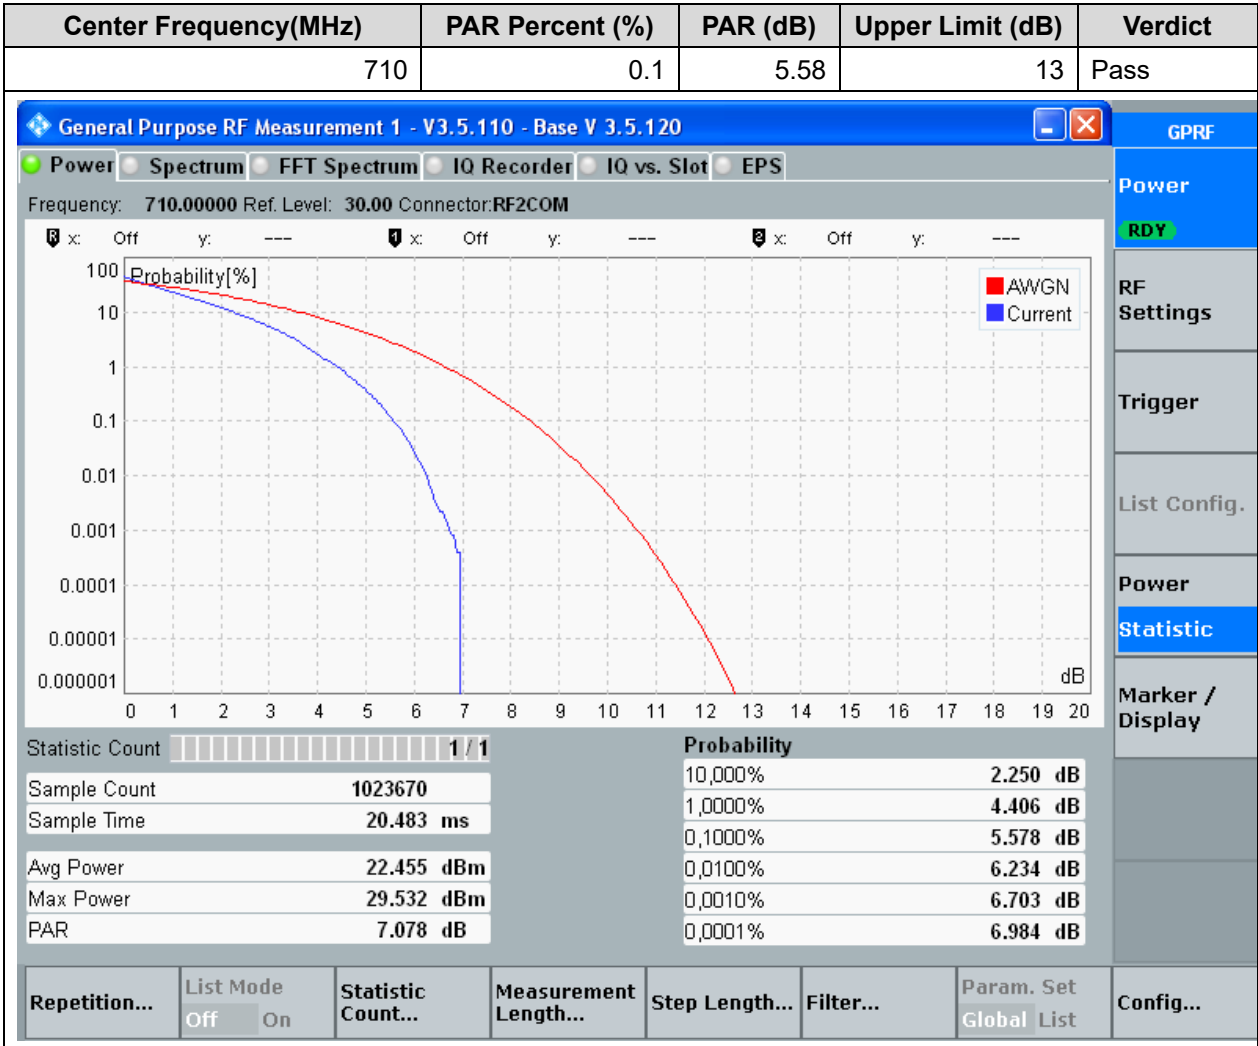 Center Frequency(MHz) PAR Percent (%) PAR (dB) Upper Limit (dB) Verdict
710 0.1 5.58 13 Pass
General Purpose RF Measurement 1 - V3.5.110 - Base V 3.5.120
GPRF
Power Spectrum FFT Spectrum IQ Recorder IQ vs. Slot EPS
Frequency: 710.00000 Ref. Level: 30.00 Connector:RF2COM
R x: Off y: --- 1 x: Off y: --- 2 x: Off y: ---
Probability[%]
AWGN
Current
100
10
1
0.1
0.01
0.001
0.0001
0.00001
0.000001
dB
0 1 2 3 4 5 6 7 8 9 10 11 12 13 14 15 16 17 18 19 20
Statistic Count 1 / 1
Sample Count 1023670
Sample Time 20.483 ms
Avg Power 22.455 dBm
Max Power 29.532 dBm
PAR 7.078 dB
Probability
10,000% 2.250 dB
1,0000% 4.406 dB
0,1000% 5.578 dB
0,0100% 6.234 dB
0,0010% 6.703 dB
0,0001% 6.984 dB
Power
RDY
RF
Settings
Trigger
List Config.
Power
Statistic
Marker /
Display
Repetition...
List Mode
Off On
Statistic
Count...
Measurement
Length...
Step Length...
Filter...
Param. Set
Global List
Config...